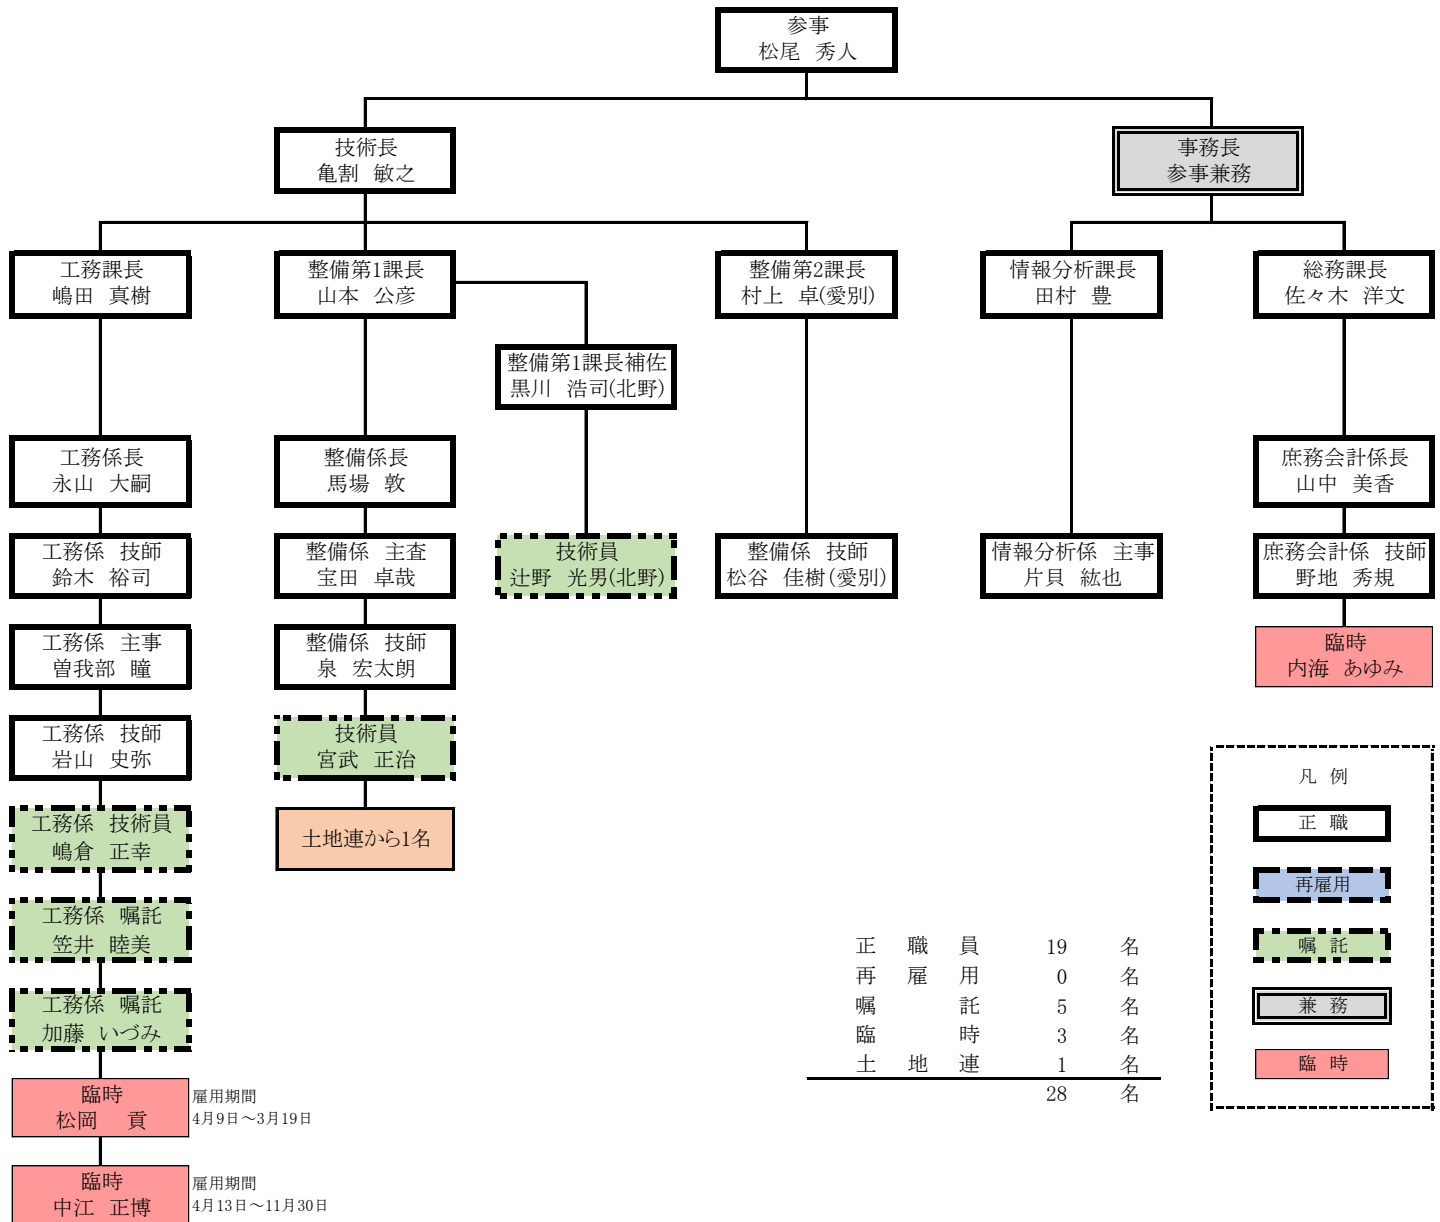 参事
松尾 秀人
技術長
亀割 敏之
事務長
参事兼務
工務課長
嶋田 真樹
整備第1課長
山本 公彦
整備第2課長
村上 卓(愛別)
情報分析課長
田村 豊
総務課長
佐々木 洋文
整備第1課長補佐
黒川 浩司(北野)
工務係長
永山 大嗣
整備係長
馬場 敦
庶務会計係長
山中 美香
工務係 技師
鈴木 裕司
整備係 主査
宝田 卓哉
技術員
辻野 光男(北野)
整備係 技師
松谷 佳樹(愛別)
情報分析係 主事
片貝 紘也
庶務会計係 技師
野地 秀規
工務係 主事
曽我部 瞳
整備係 技師
泉 宏太朗
臨時
内海 あゆみ
工務係 技師
岩山 史弥
技術員
宮武 正治
工務係 技術員
嶋倉 正幸
土地連から1名
工務係 嘱託
笠井 睦美
工務係 嘱託
加藤 いづみ
臨時
松岡 貢
雇用期間
4月9日～3月19日
臨時
中江 正博
雇用期間
4月13日～11月30日
正職員 19 名
再雇用 0 名
嘱託 5 名
臨時 3 名
土地連 1 名
28 名
凡 例
正 職
再雇用
嘱 託
兼 務
臨 時